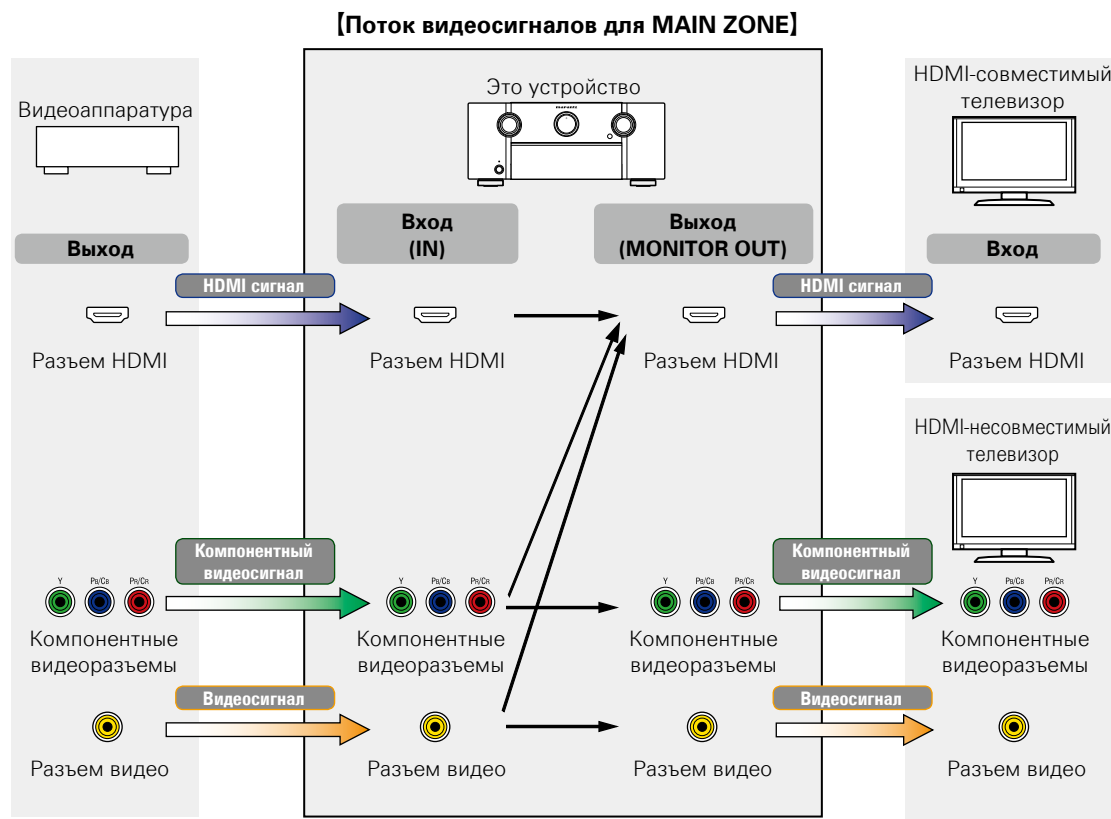 【Поток видеосигналов для MAIN ZONE】
Видеоаппаратура
Это устройство
marantz
HDMI-совместимый
телевизор
Выход
Вход
(IN)
Выход
(MONITOR OUT)
Вход
HDMI сигнал
HDMI сигнал
Разъем HDMI
Разъем HDMI
Разъем HDMI
Разъем HDMI
HDMI-несовместимый
телевизор
Компонентный
видеосигнал
Компонентный
видеосигнал
Y PB/CB PR/CR
Y PB/CB PR/CR
Y PB/CB PR/CR
Y PB/CB PR/CR
Компонентные
видеоразъемы
Компонентные
видеоразъемы
Компонентные
видеоразъемы
Компонентные
видеоразъемы
Видеосигнал
Видеосигнал
Разъем видео
Разъем видео
Разъем видео
Разъем видео